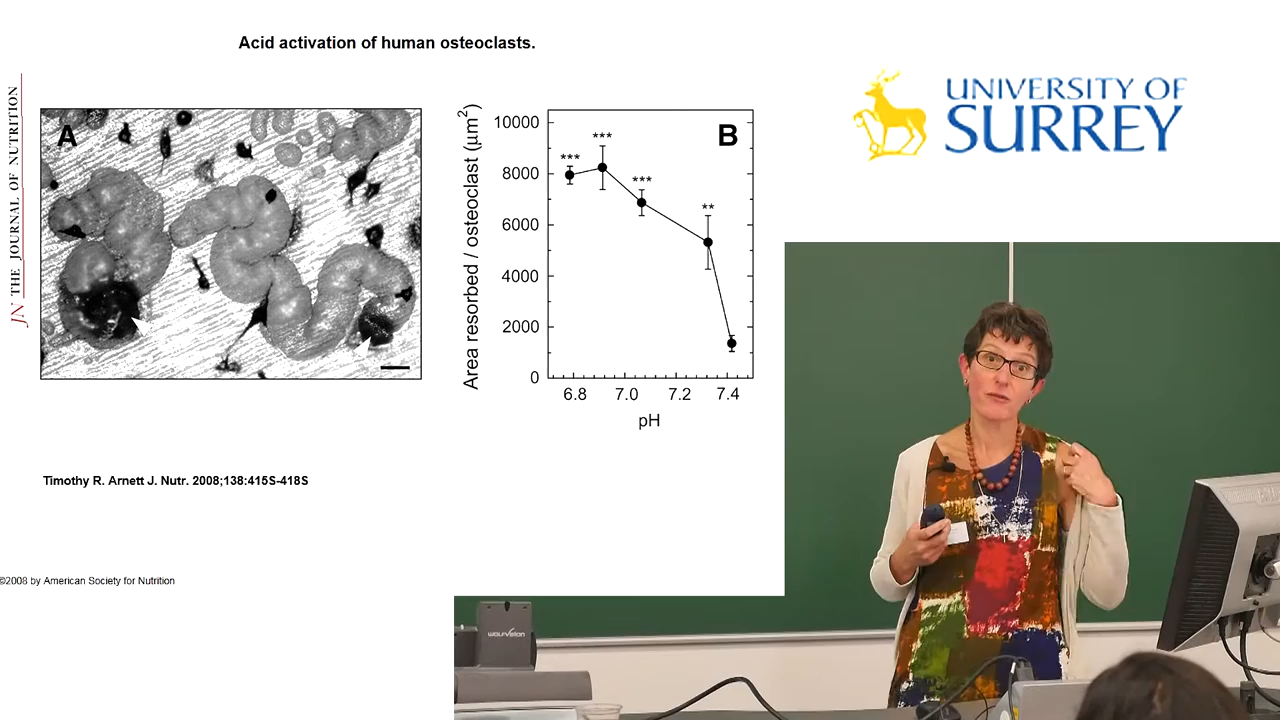 Acid activation of human osteoclasts.
JN THE JOURNAL OF NUTRITION
A
B
Area resorbed / osteoclast (µm2)
10000
8000
6000
4000
2000
0
***
***
***
**
6.8 7.0 7.2 7.4
pH
Timothy R. Arnett J. Nutr. 2008;138:415S-418S
©2008 by American Society for Nutrition
UNIVERSITY OF
SURREY
wolfvision